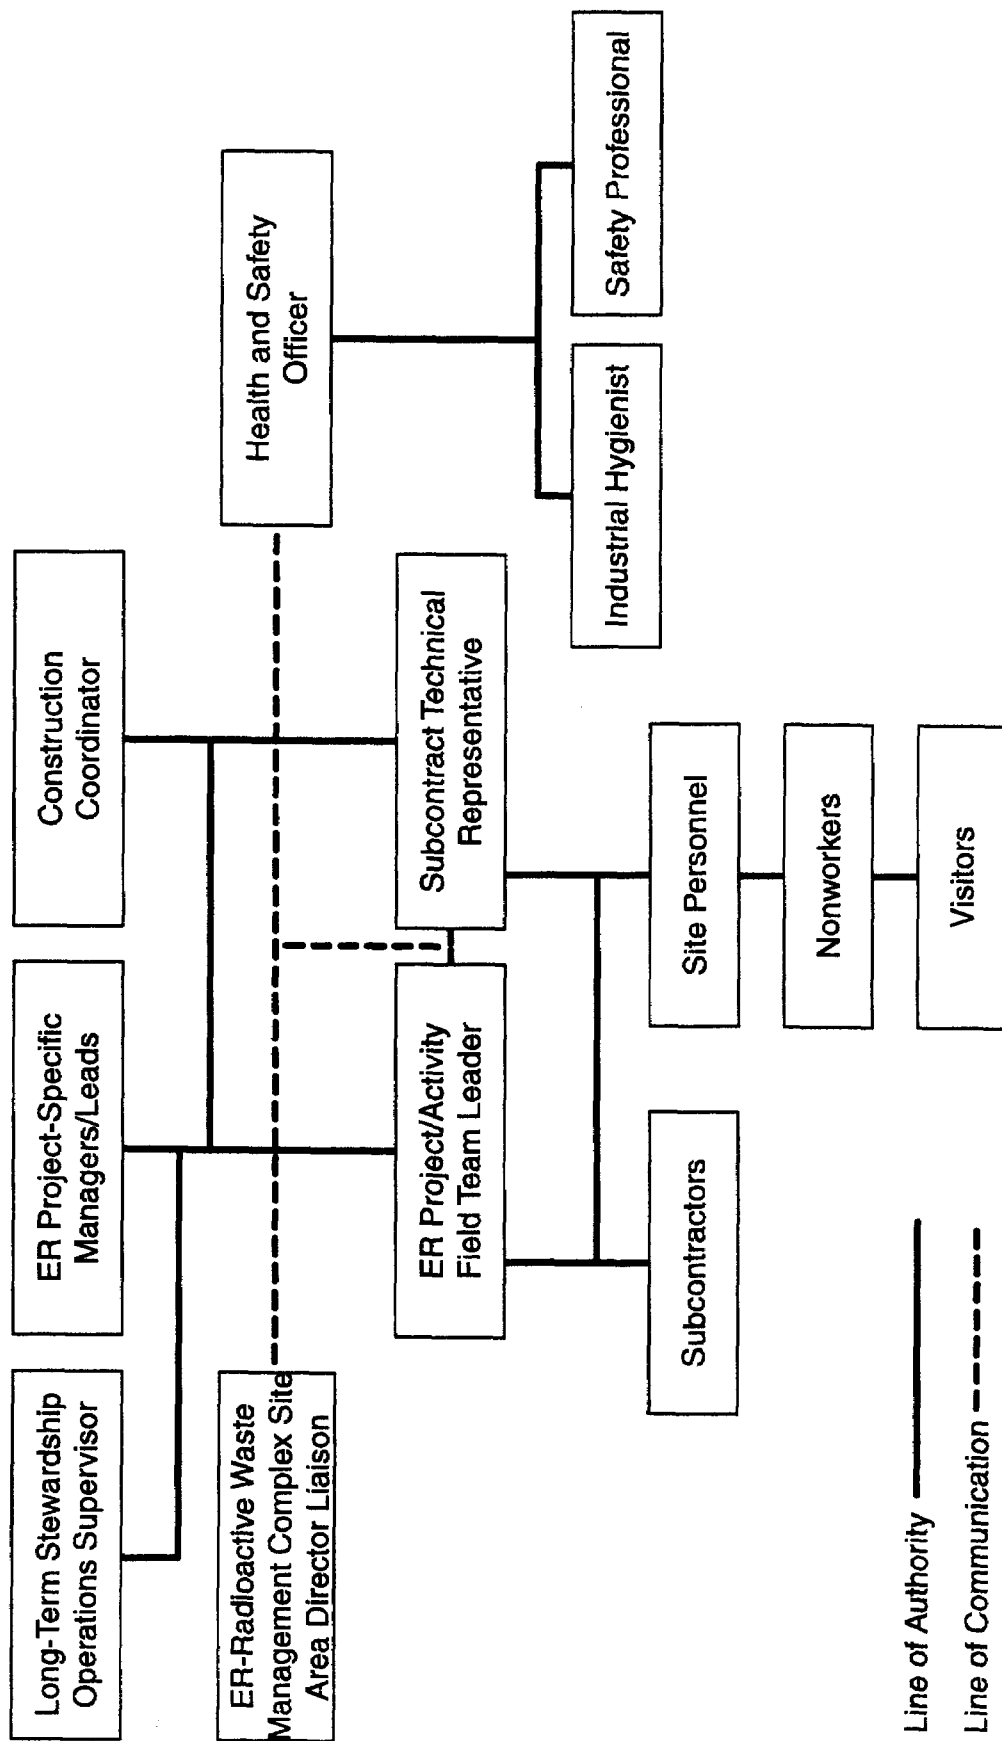 Long-Term Stewardship
Operations Supervisor
ER Project-Specific
Managers/Leads
Construction
Coordinator
ER-Radioactive Waste
Management Complex Site
Area Director Liaison
Health and Safety
Officer
ER Project/Activity
Field Team Leader
Subcontract Technical
Representative
Industrial Hygienist
Safety Professional
Subcontractors
Site Personnel
Nonworkers
Visitors
Line of Authority
Line of Communication